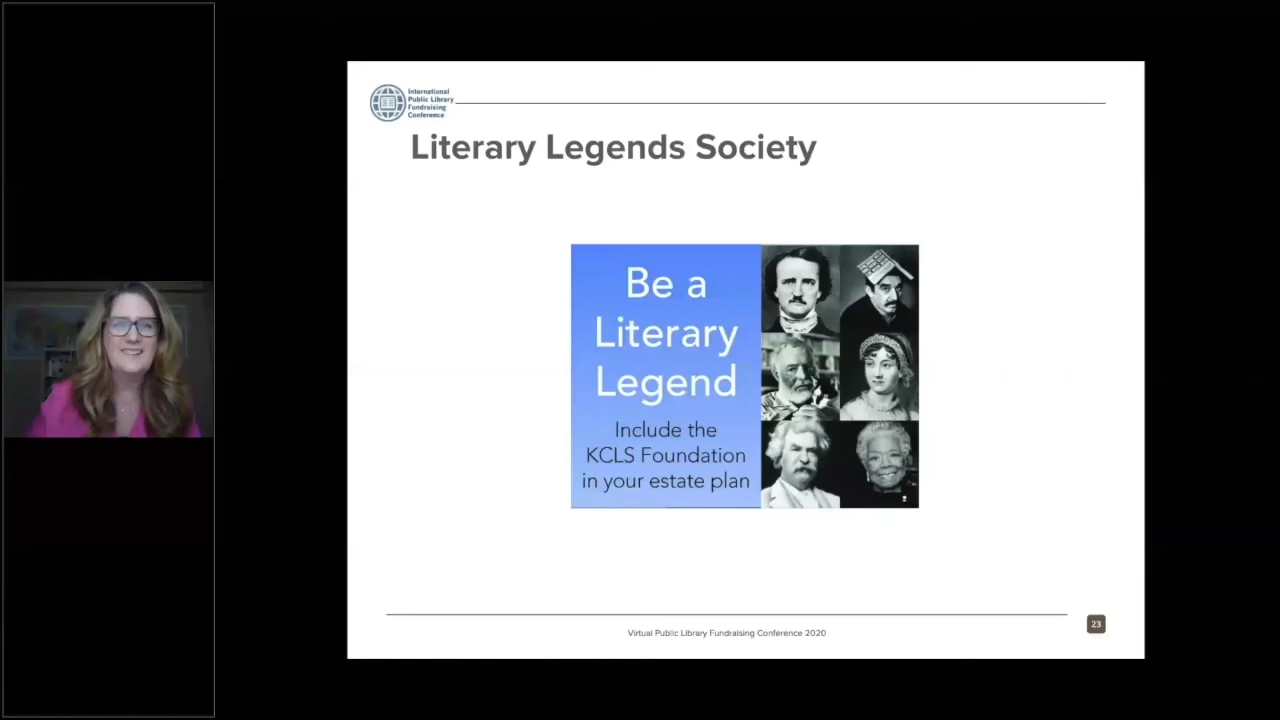 International
Public Library
Fundraising
Conference
Literary Legends Society
Be a
Literary
Legend
Include the
KCLS Foundation
in your estate plan
Virtual Public Library Fundraising Conference 2020
23